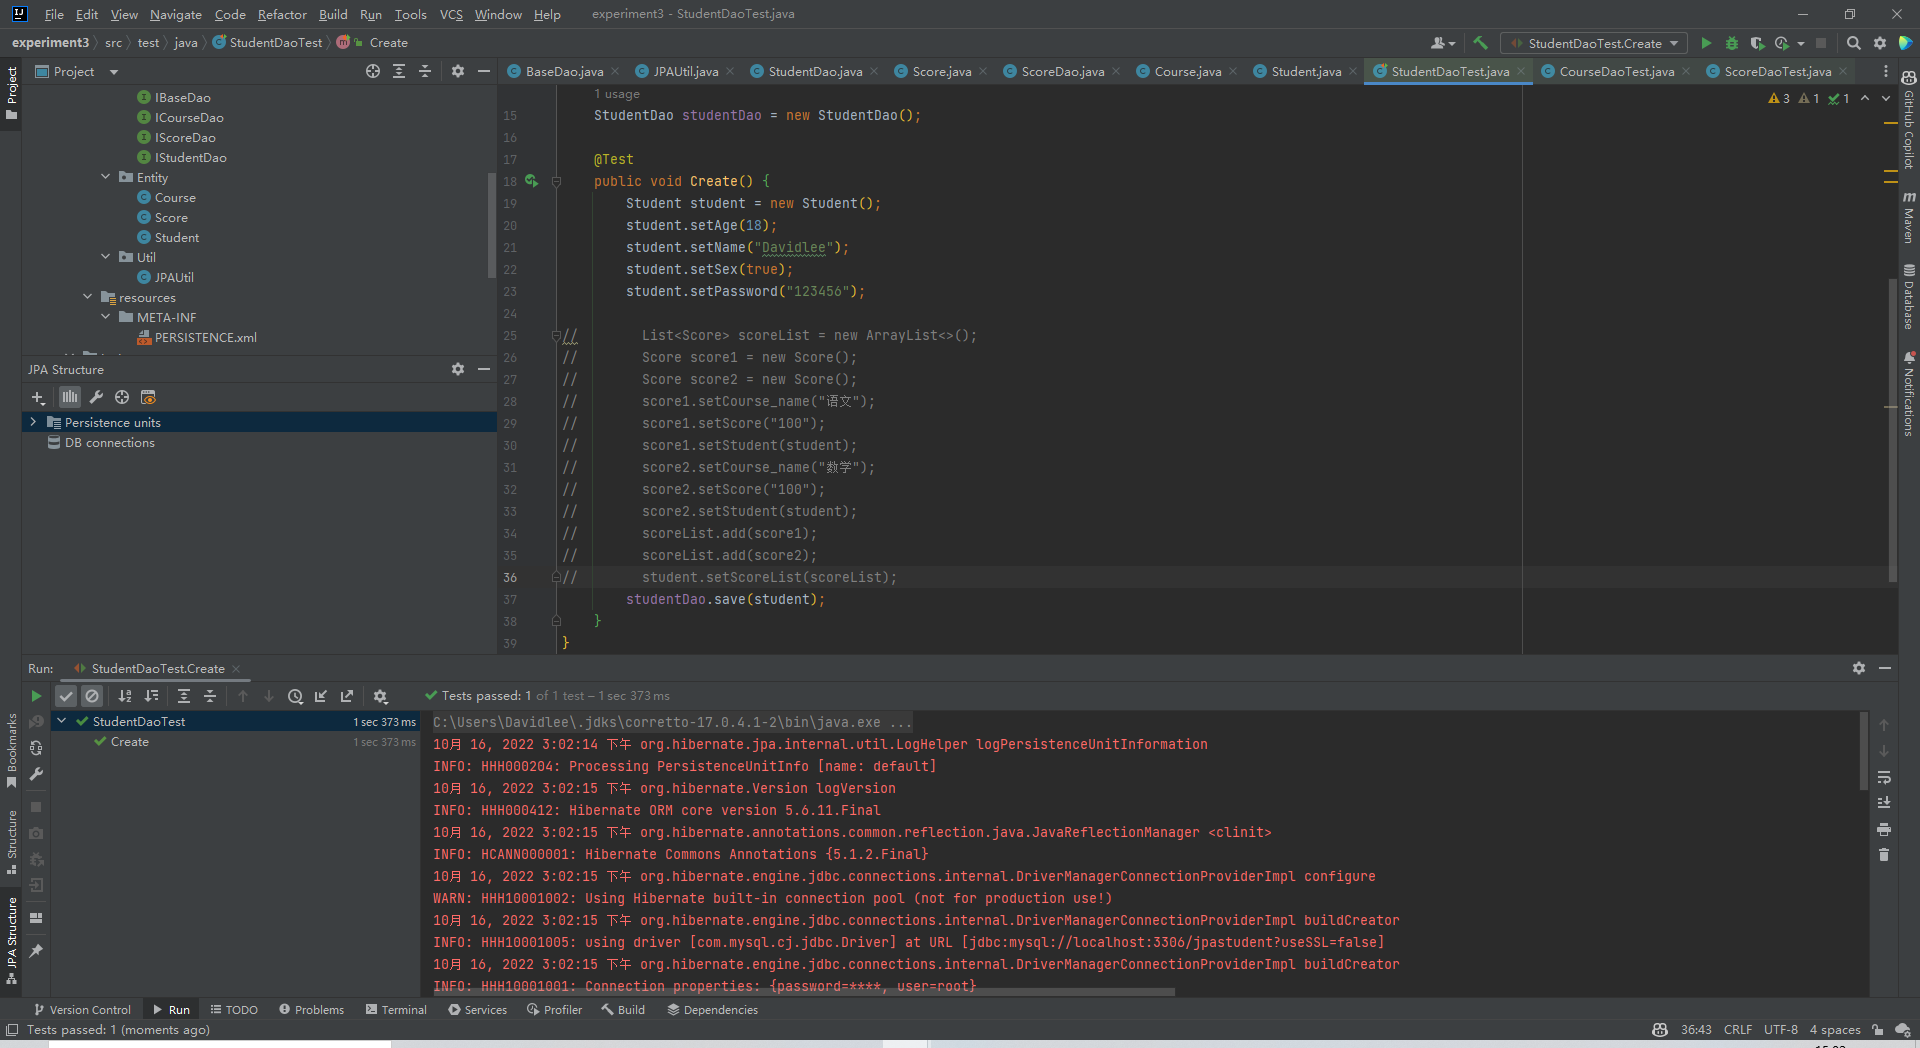 File Edit View Navigate Code Refactor Build Run Tools VCS Window Help experiment3 - StudentDaoTest.java
experiment3 src test java StudentDaoTest Create
StudentDaoTest.Create
Project
BaseDao.java JPAUtil.java StudentDao.java Score.java ScoreDao.java Course.java Student.java StudentDaoTest.java CourseDaoTest.java ScoreDaoTest.java
IBaseDao
ICourseDao
IScoreDao
IStudentDao
Entity
Course
Score
Student
Util
JPAUtil
resources
META-INF
PERSISTENCE.xml
JPA Structure
Persistence units
DB connections
Project
Bookmarks
Structure
JPA Structure
1 usage
3 1 1
15 StudentDao studentDao = new StudentDao();
16
17 @Test
18 public void Create() {
19 Student student = new Student();
20 student.setAge(18);
21 student.setName("Davidlee");
22 student.setSex(true);
23 student.setPassword("123456");
24
25 // List<Score> scoreList = new ArrayList<>();
26 // Score score1 = new Score();
27 // Score score2 = new Score();
28 // score1.setCourse_name("语文");
29 // score1.setScore("100");
30 // score1.setStudent(student);
31 // score2.setCourse_name("数学");
32 // score2.setScore("100");
33 // score2.setStudent(student);
34 // scoreList.add(score1);
35 // scoreList.add(score2);
36 // student.setScoreList(scoreList);
37 studentDao.save(student);
38 }
39 }
GitHub Copilot
Maven
Database
Notifications
Run: StudentDaoTest.Create
Tests passed: 1 of 1 test – 1 sec 373 ms
StudentDaoTest 1 sec 373 ms
Create 1 sec 373 ms
C:\Users\Davidlee\.jdks\corretto-17.0.4.1-2\bin\java.exe ...
10月 16, 2022 3:02:14 下午 org.hibernate.jpa.internal.util.LogHelper logPersistenceUnitInformation
INFO: HHH000204: Processing PersistenceUnitInfo [name: default]
10月 16, 2022 3:02:15 下午 org.hibernate.Version logVersion
INFO: HHH000412: Hibernate ORM core version 5.6.11.Final
10月 16, 2022 3:02:15 下午 org.hibernate.annotations.common.reflection.java.JavaReflectionManager <clinit>
INFO: HCANN000001: Hibernate Commons Annotations {5.1.2.Final}
10月 16, 2022 3:02:15 下午 org.hibernate.engine.jdbc.connections.internal.DriverManagerConnectionProviderImpl configure
WARN: HHH10001002: Using Hibernate built-in connection pool (not for production use!)
10月 16, 2022 3:02:15 下午 org.hibernate.engine.jdbc.connections.internal.DriverManagerConnectionProviderImpl buildCreator
INFO: HHH10001005: using driver [com.mysql.cj.jdbc.Driver] at URL [jdbc:mysql://localhost:3306/jpastudent?useSSL=false]
10月 16, 2022 3:02:15 下午 org.hibernate.engine.jdbc.connections.internal.DriverManagerConnectionProviderImpl buildCreator
INFO: HHH10001001: Connection properties: {password=****, user=root}
Version Control Run TODO Problems Terminal Services Profiler Build Dependencies
Tests passed: 1 (moments ago)
36:43 CRLF UTF-8 4 spaces